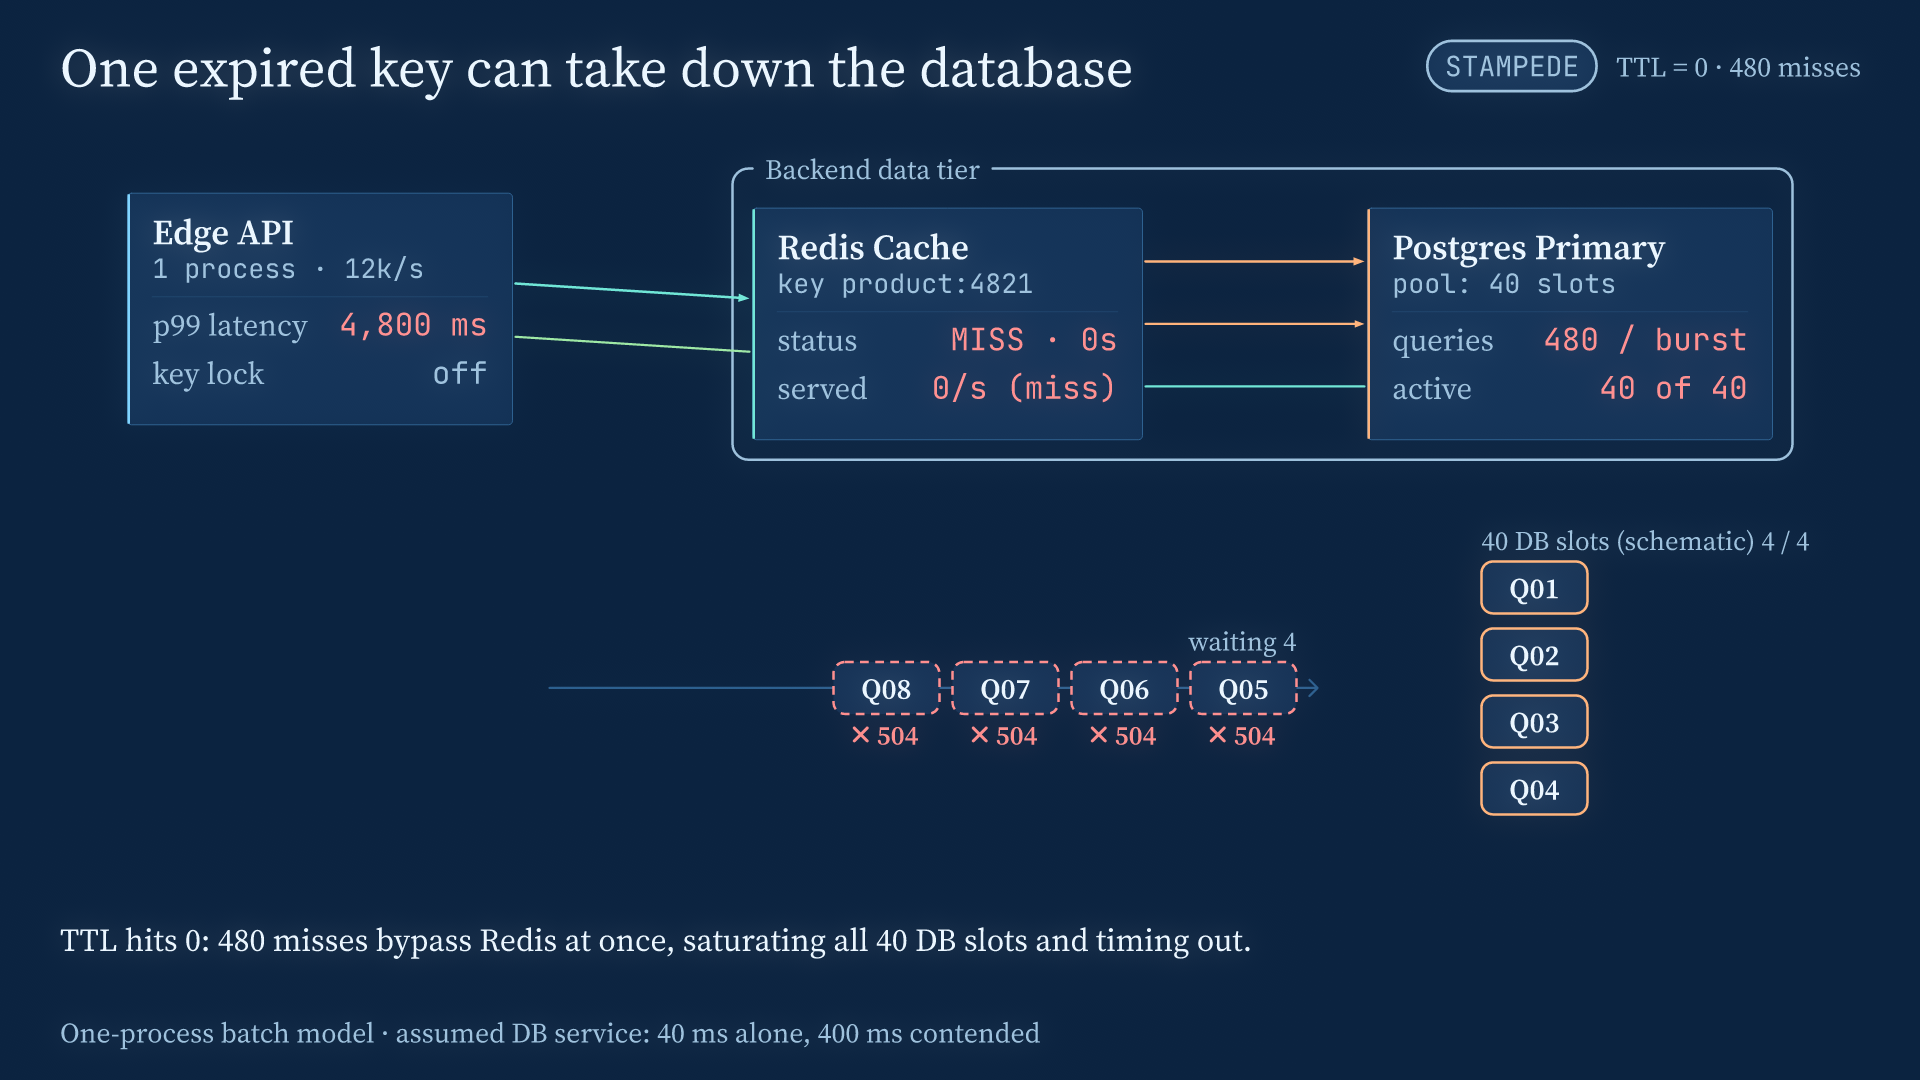 One expired key can take down the database
STAMPEDE
TTL = 0 · 480 misses
Backend data tier
Edge API
1 process · 12k/s
p99 latency 4,800 ms
key lock off
Redis Cache
key product:4821
status MISS · 0s
served 0/s (miss)
Postgres Primary
pool: 40 slots
queries 480 / burst
active 40 of 40
40 DB slots (schematic) 4 / 4
Q01
Q02
Q03
Q04
waiting 4
Q08 Q07 Q06 Q05
✕ 504 ✕ 504 ✕ 504 ✕ 504
TTL hits 0: 480 misses bypass Redis at once, saturating all 40 DB slots and timing out.
One-process batch model · assumed DB service: 40 ms alone, 400 ms contended